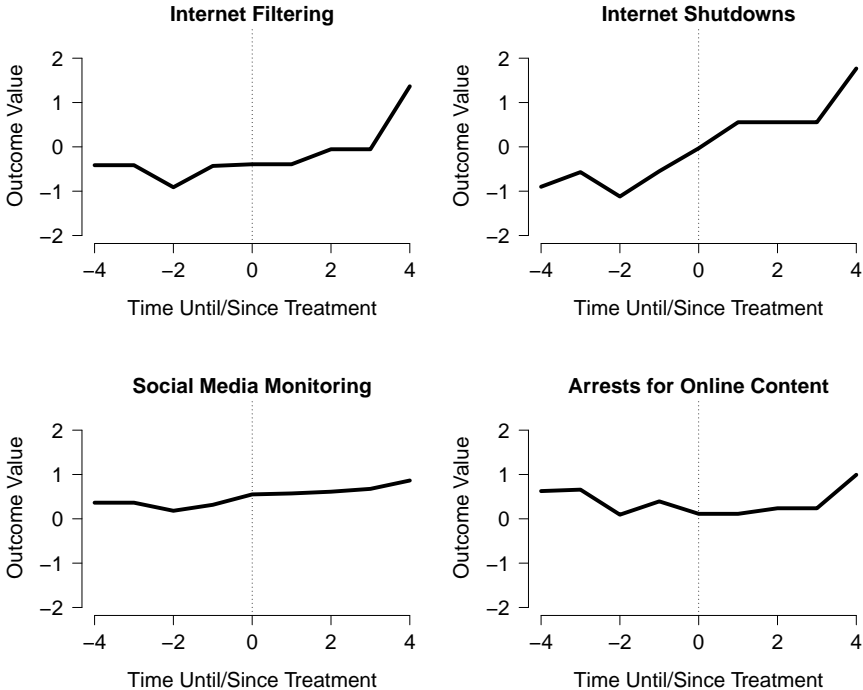 Internet Filtering
Outcome Value
2
1
0
−1
−2
−4 −2 0 2 4
Time Until/Since Treatment
Internet Shutdowns
Outcome Value
2
1
0
−1
−2
−4 −2 0 2 4
Time Until/Since Treatment
Social Media Monitoring
Outcome Value
2
1
0
−1
−2
−4 −2 0 2 4
Time Until/Since Treatment
Arrests for Online Content
Outcome Value
2
1
0
−1
−2
−4 −2 0 2 4
Time Until/Since Treatment